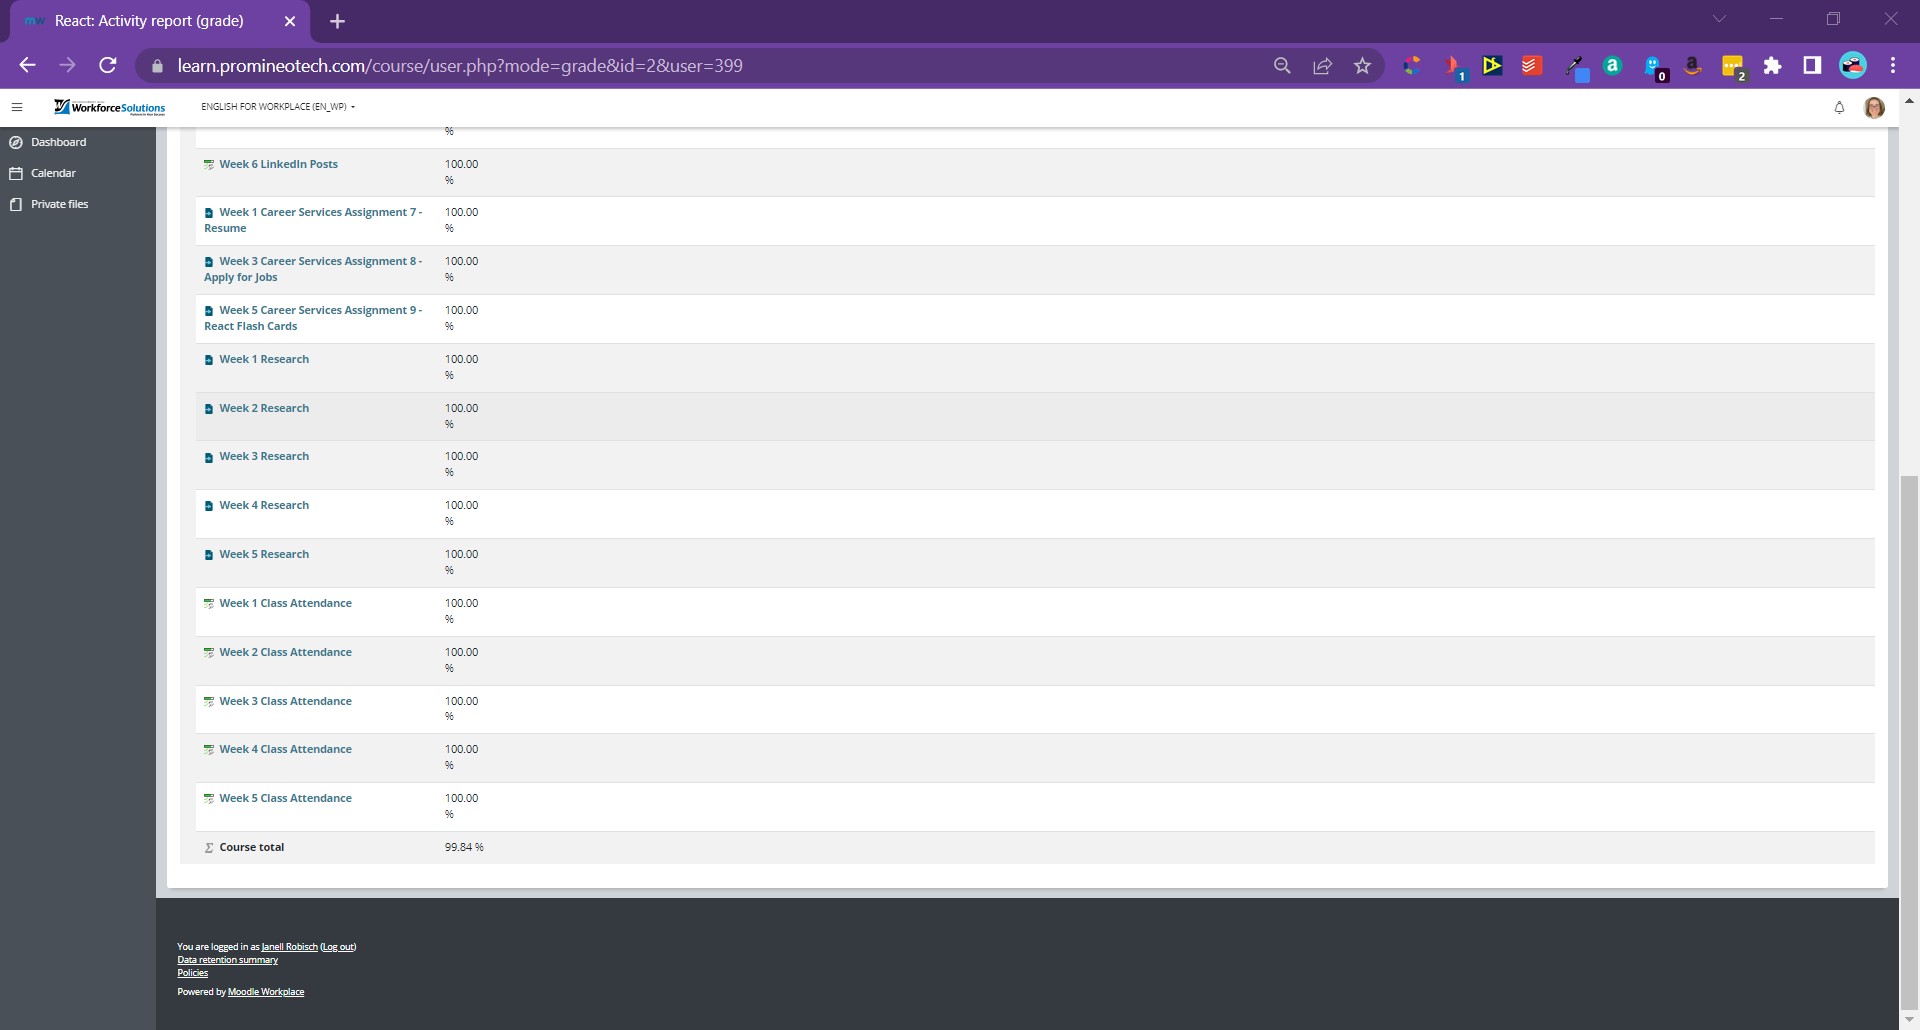 React: Activity report (grade)
learn.promineotech.com/course/user.php?mode=grade&id=2&user=399
1
a
0
a
2
WorkforceSolutions
ENGLISH FOR WORKPLACE (EN_WP)
Dashboard
Calendar
Private files
%
Week 6 LinkedIn Posts
100.00
%
Week 1 Career Services Assignment 7 -
Resume
100.00
%
Week 3 Career Services Assignment 8 -
Apply for Jobs
100.00
%
Week 5 Career Services Assignment 9 -
React Flash Cards
100.00
%
Week 1 Research
100.00
%
Week 2 Research
100.00
%
Week 3 Research
100.00
%
Week 4 Research
100.00
%
Week 5 Research
100.00
%
Week 1 Class Attendance
100.00
%
Week 2 Class Attendance
100.00
%
Week 3 Class Attendance
100.00
%
Week 4 Class Attendance
100.00
%
Week 5 Class Attendance
100.00
%
Σ Course total
99.84 %
You are logged in as Janell Robisch (Log out)
Data retention summary
Policies
Powered by Moodle Workplace